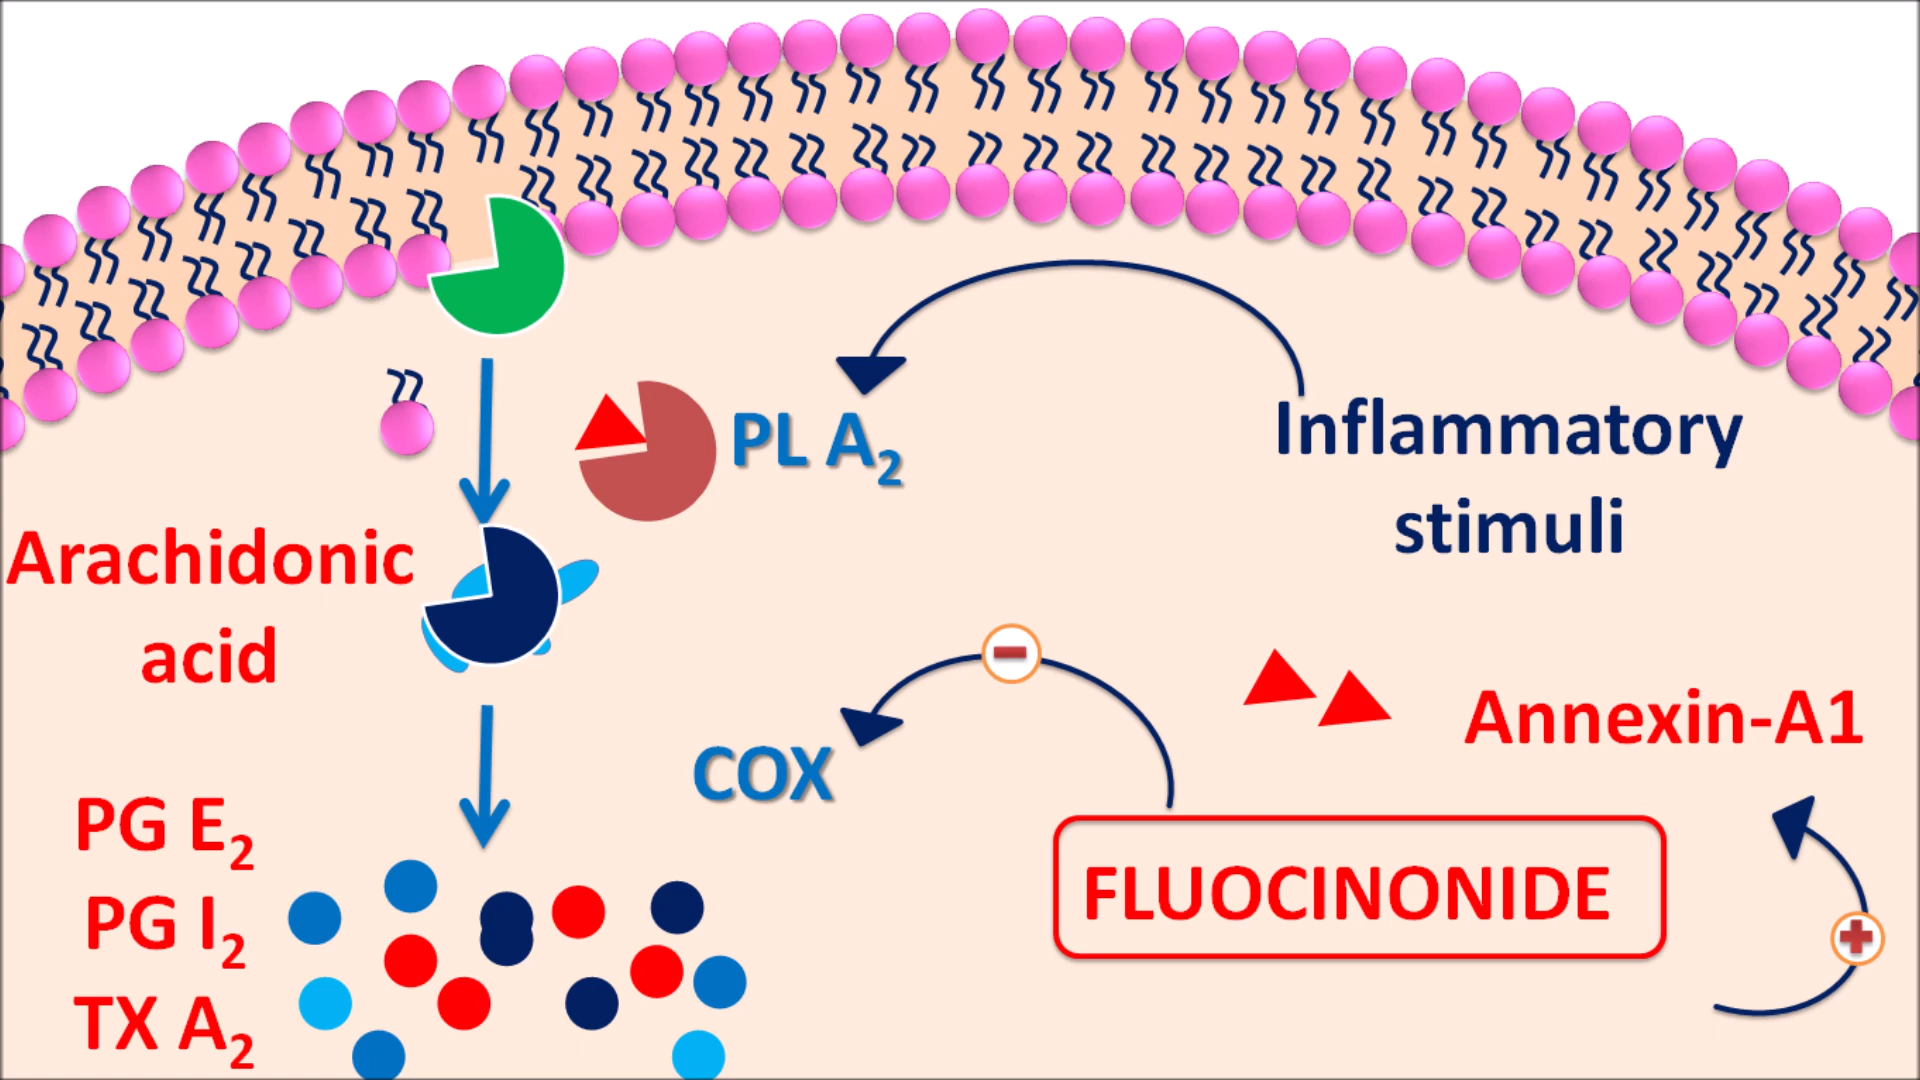 PL A₂
Inflammatory
stimuli
Arachidonic
acid
Annexin-A1
COX
PG E₂
PG I₂
TX A₂
FLUOCINONIDE